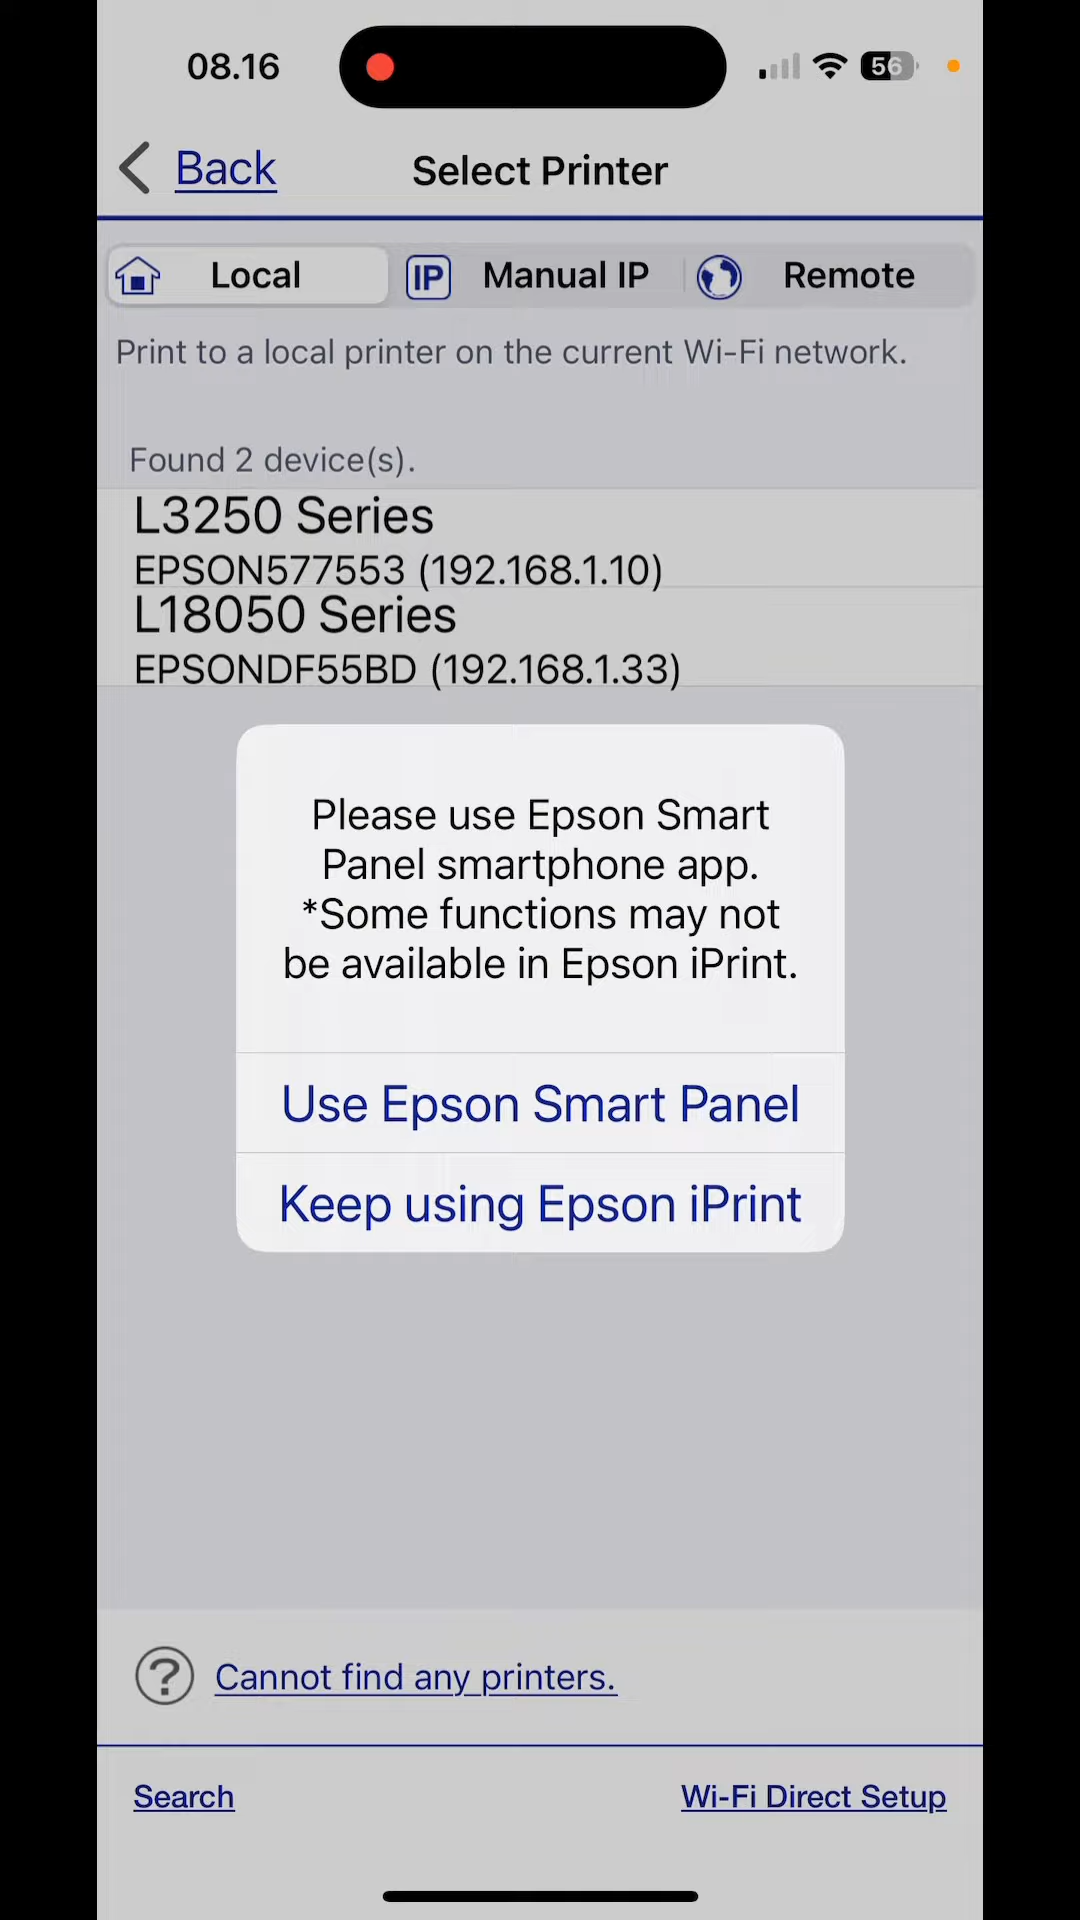 08.16
56
Back
Select Printer
Local
IP
Manual IP
Remote
Print to a local printer on the current Wi-Fi network.
Found 2 device(s).
L3250 Series
EPSON577553 (192.168.1.10)
L18050 Series
EPSONDF55BD (192.168.1.33)
Please use Epson Smart
Panel smartphone app.
*Some functions may not
be available in Epson iPrint.
Use Epson Smart Panel
Keep using Epson iPrint
?
Cannot find any printers.
Search
Wi-Fi Direct Setup